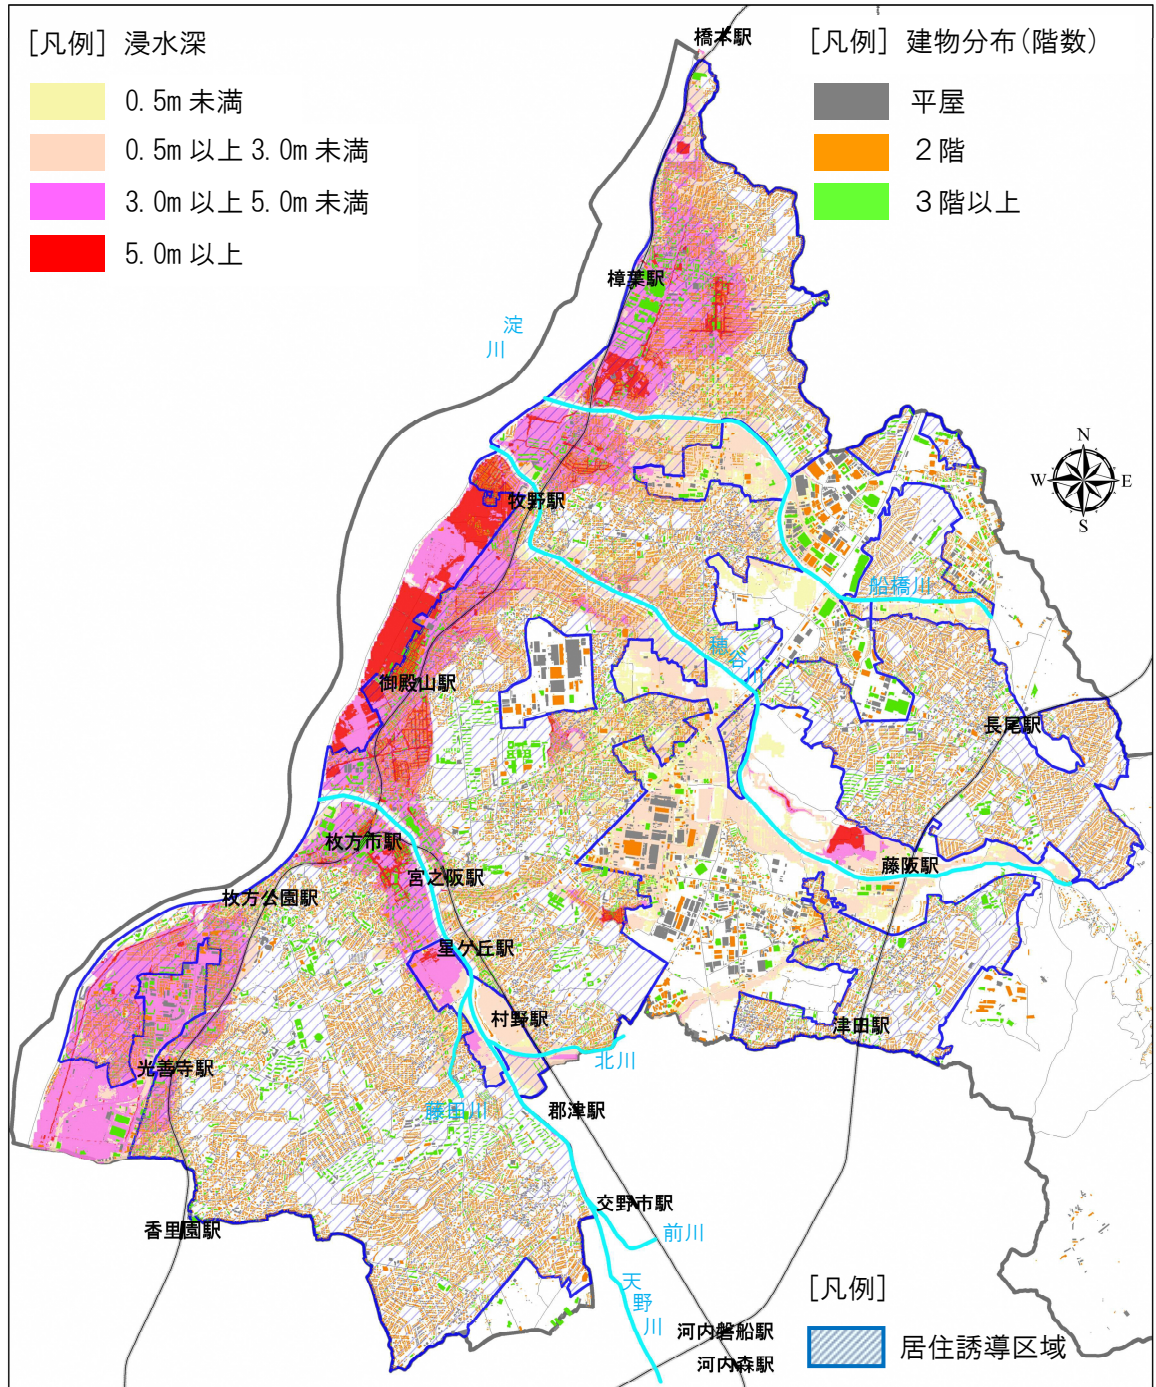 [凡例] 浸水深
0.5m 未満
0.5m 以上 3.0m 未満
3.0m 以上 5.0m 未満
5.0m 以上
[凡例] 建物分布(階数)
平屋
２階
３階以上
橋本駅
樟葉駅
淀川
N
W E
S
牧野駅
船橋川
穂谷川
御殿山駅
長尾駅
枚方市駅
宮之阪駅
藤阪駅
枚方公園駅
星ケ丘駅
村野駅
津田駅
北川
光善寺駅
藤田川
郡津駅
交野市駅
香里園駅
前川
天野川
[凡例]
河内磐船駅
居住誘導区域
河内森駅